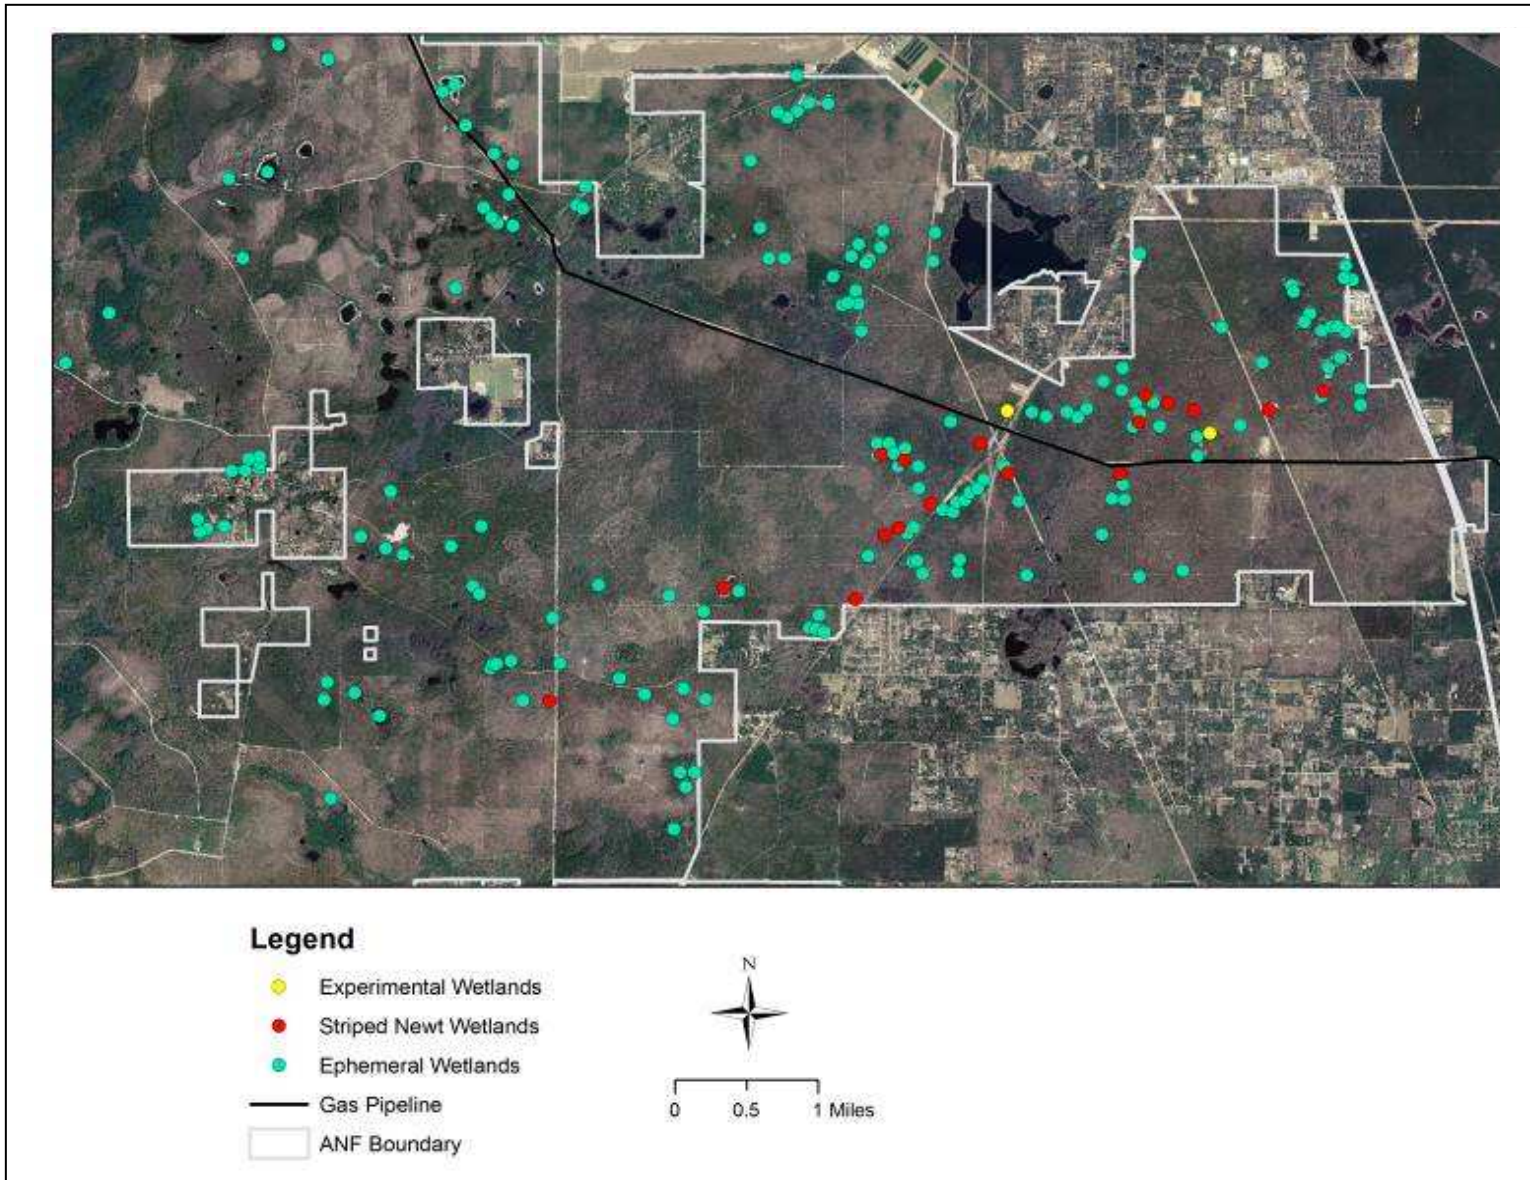 Legend
Experimental Wetlands
Striped Newt Wetlands
Ephemeral Wetlands
Gas Pipeline
ANF Boundary
N
0 0.5 1 Miles